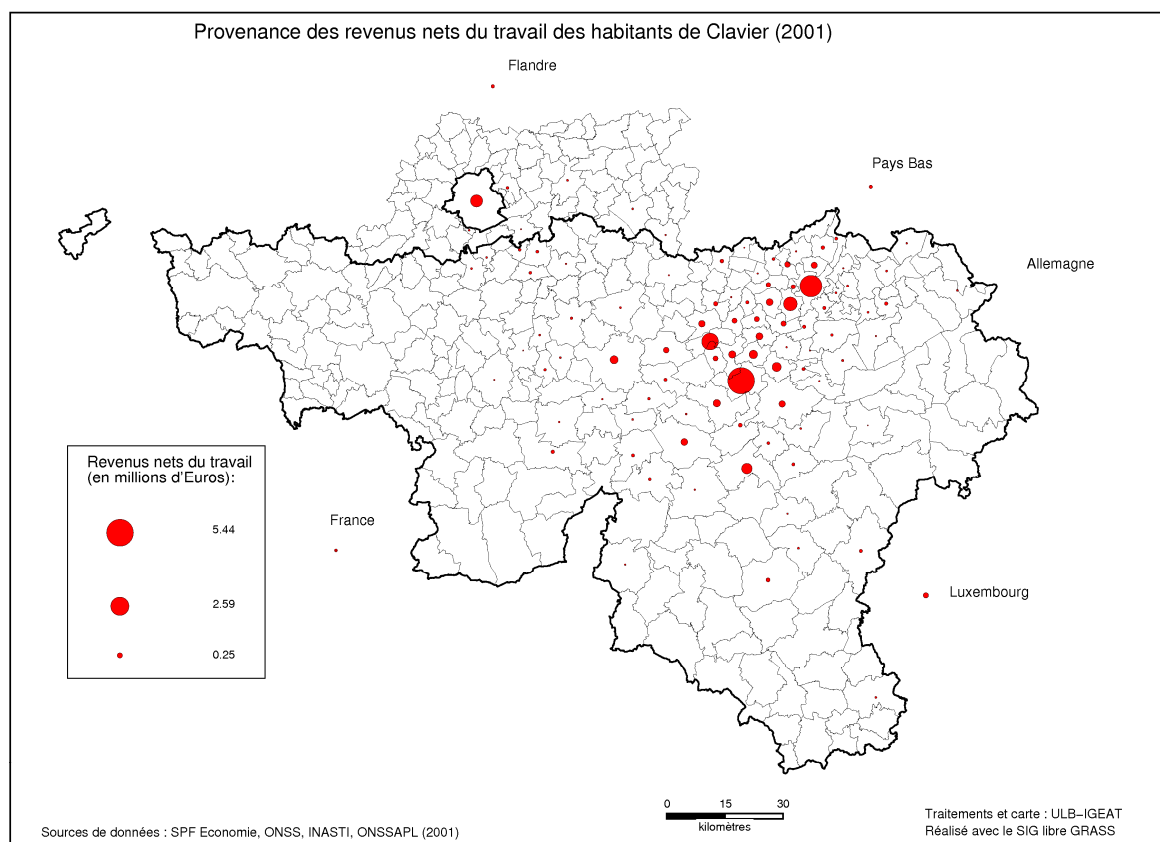 Provenance des revenus nets du travail des habitants de Clavier (2001)
Flandre
Pays Bas
Allemagne
Revenus nets du travail
(en millions d'Euros):
5.44
2.59
0.25
France
Luxembourg
0 15 30
kilomètres
Sources de données : SPF Economie, ONSS, INASTI, ONSSAPL (2001)
Traitements et carte : ULB–IGEAT
Réalisé avec le SIG libre GRASS